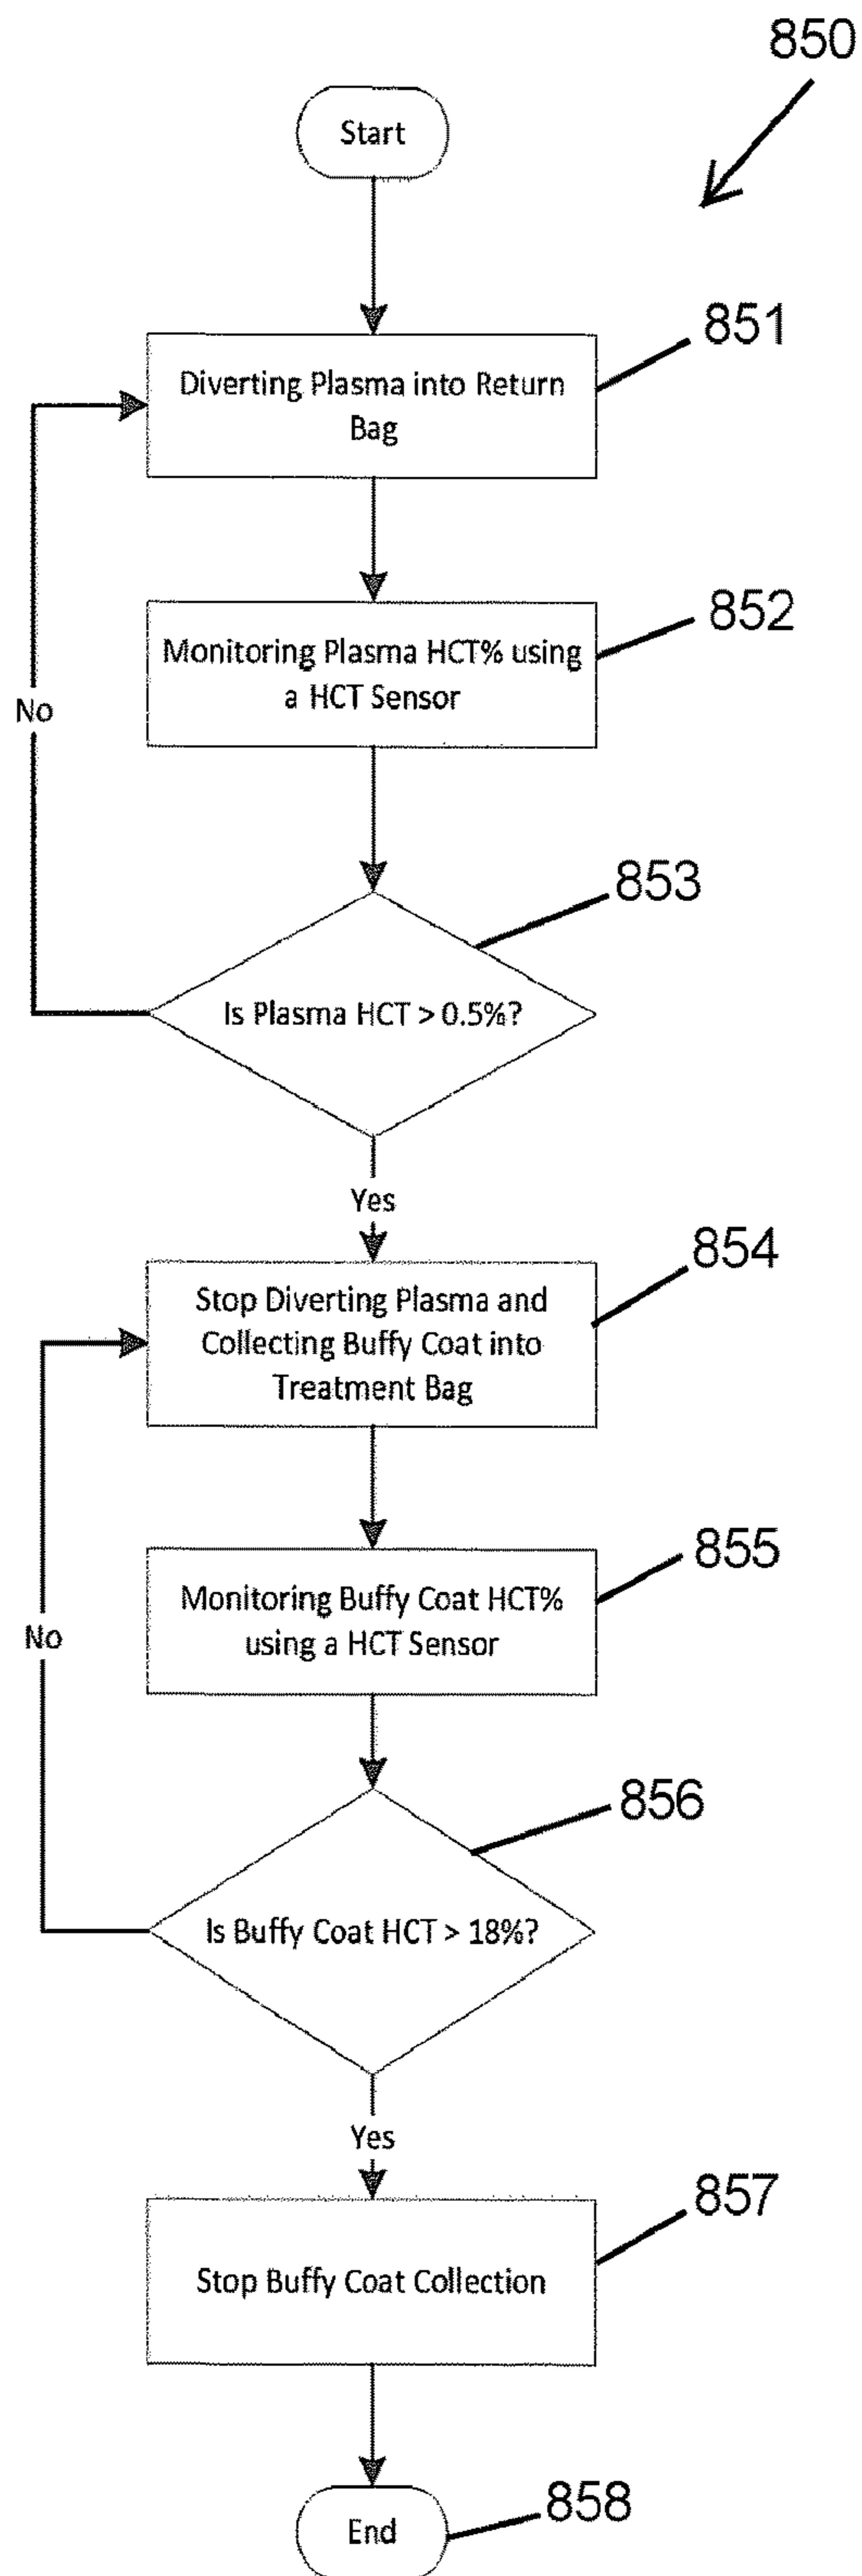 850
Start
851
Diverting Plasma into Return
Bag
852
Monitoring Plasma HCT% using
a HCT Sensor
No
853
Is Plasma HCT > 0.5%?
Yes
854
Stop Diverting Plasma and
Collecting Buffy Coat into
Treatment Bag
855
Monitoring Buffy Coat HCT%
using a HCT Sensor
No
856
Is Buffy Coat HCT > 18%?
Yes
857
Stop Buffy Coat Collection
858
End